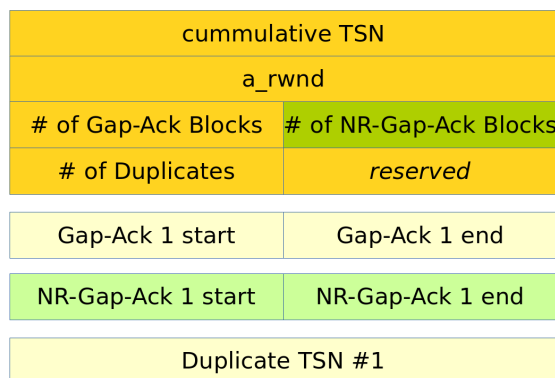 cummulative TSN
a_rwnd
# of Gap-Ack Blocks # of NR-Gap-Ack Blocks
# of Duplicates reserved
Gap-Ack 1 start Gap-Ack 1 end
NR-Gap-Ack 1 start NR-Gap-Ack 1 end
Duplicate TSN #1